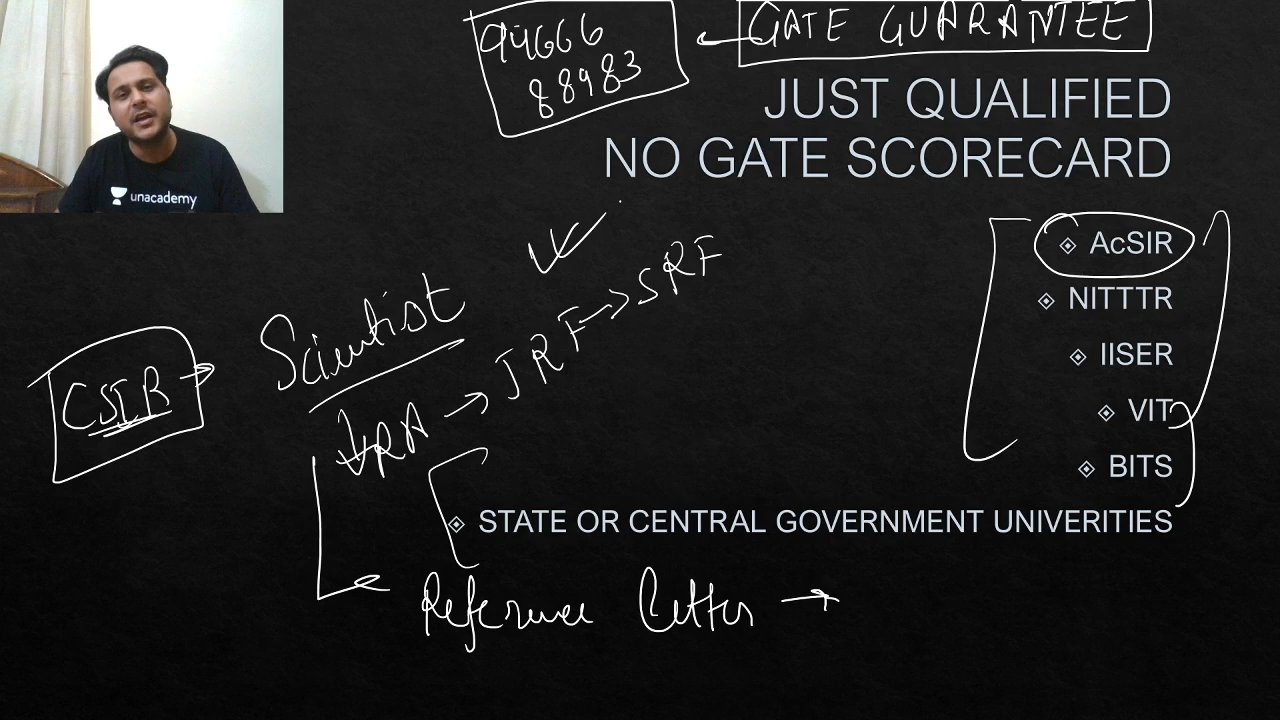 94666
88983
GATE GUARANTEE
JUST QUALIFIED
NO GATE SCORECARD
unacademy
AcSIR
NITTTR
IISER
VIT
BITS
STATE OR CENTRAL GOVERNMENT UNIVERITIES
CSIR
Scientist
RA → JRF → SRF
Reference Letter →